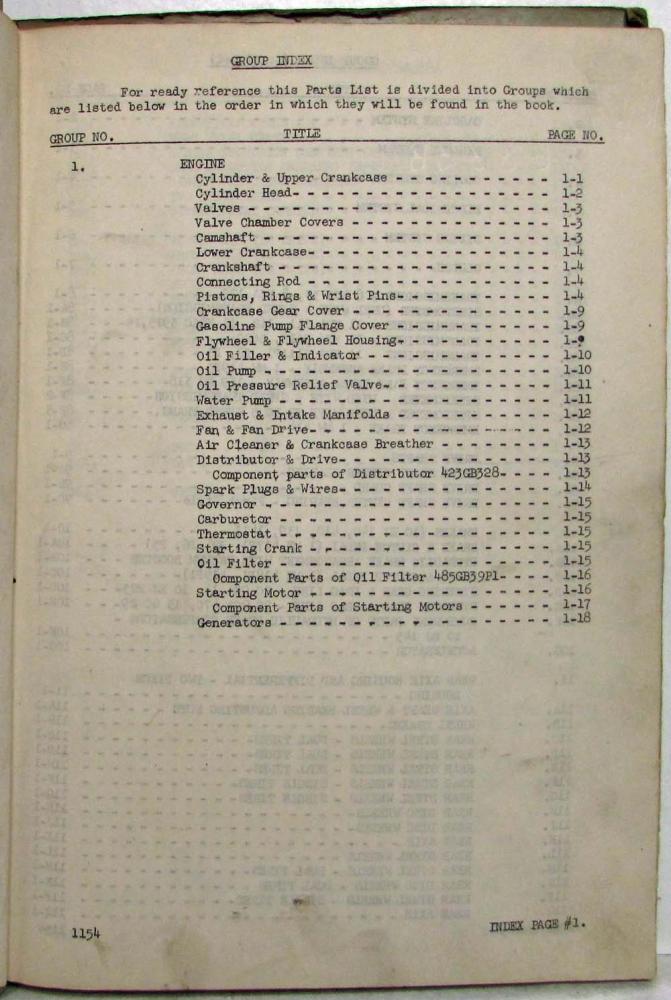 GROUP INDEX
For ready reference this Parts List is divided into Groups which
are listed below in the order in which they will be found in the book.
GROUP NO. TITLE PAGE NO.
1. ENGINE
Cylinder & Upper Crankcase - - - - - - - - - - - 1-1
Cylinder Head- - - - - - - - - - - - - - - - - - 1-2
Valves - - - - - - - - - - - - - - - - - - - - - 1-3
Valve Chamber Covers - - - - - - - - - - - - - - 1-3
Camshaft - - - - - - - - - - - - - - - - - - - - 1-3
Lower Crankcase- - - - - - - - - - - - - - - - - 1-4
Crankshaft - - - - - - - - - - - - - - - - - - - 1-4
Connecting Rod - - - - - - - - - - - - - - - - - 1-4
Pistons, Rings & Wrist Pins- - - - - - - - - - - 1-4
Crankcase Gear Cover - - - - - - - - - - - - - - 1-9
Gasoline Pump Flange Cover - - - - - - - - - - - 1-9
Flywheel & Flywheel Housing- - - - - - - - - - - 1-
Oil Filler & Indicator - - - - - - - - - - - - - 1-10
Oil Pump - - - - - - - - - - - - - - - - - - - - 1-10
Oil Pressure Relief Valve- - - - - - - - - - - - 1-11
Water Pump - - - - - - - - - - - - - - - - - - - 1-11
Exhaust & Intake Manifolds - - - - - - - - - - - 1-12
Fan & Fan Drive- - - - - - - - - - - - - - - - - 1-12
Air Cleaner & Crankcase Breather - - - - - - - - 1-13
Distributor & Drive- - - - - - - - - - - - - - - 1-13
Component parts of Distributor 423GB328- - - - 1-13
Spark Plugs & Wires- - - - - - - - - - - - - - - 1-14
Governor - - - - - - - - - - - - - - - - - - - - 1-15
Carburetor - - - - - - - - - - - - - - - - - - - 1-15
Thermostat - - - - - - - - - - - - - - - - - - - 1-15
Starting Crank - - - - - - - - - - - - - - - - - 1-15
Oil Filter - - - - - - - - - - - - - - - - - - - 1-15
Component Parts of Oil Filter 485GB39P1- - - - 1-16
Starting Motor - - - - - - - - - - - - - - - - - 1-16
Component Parts of Starting Motors - - - - - - 1-17
Generators - - - - - - - - - - - - - - - - - - - 1-18
1154 INDEX PAGE #1.